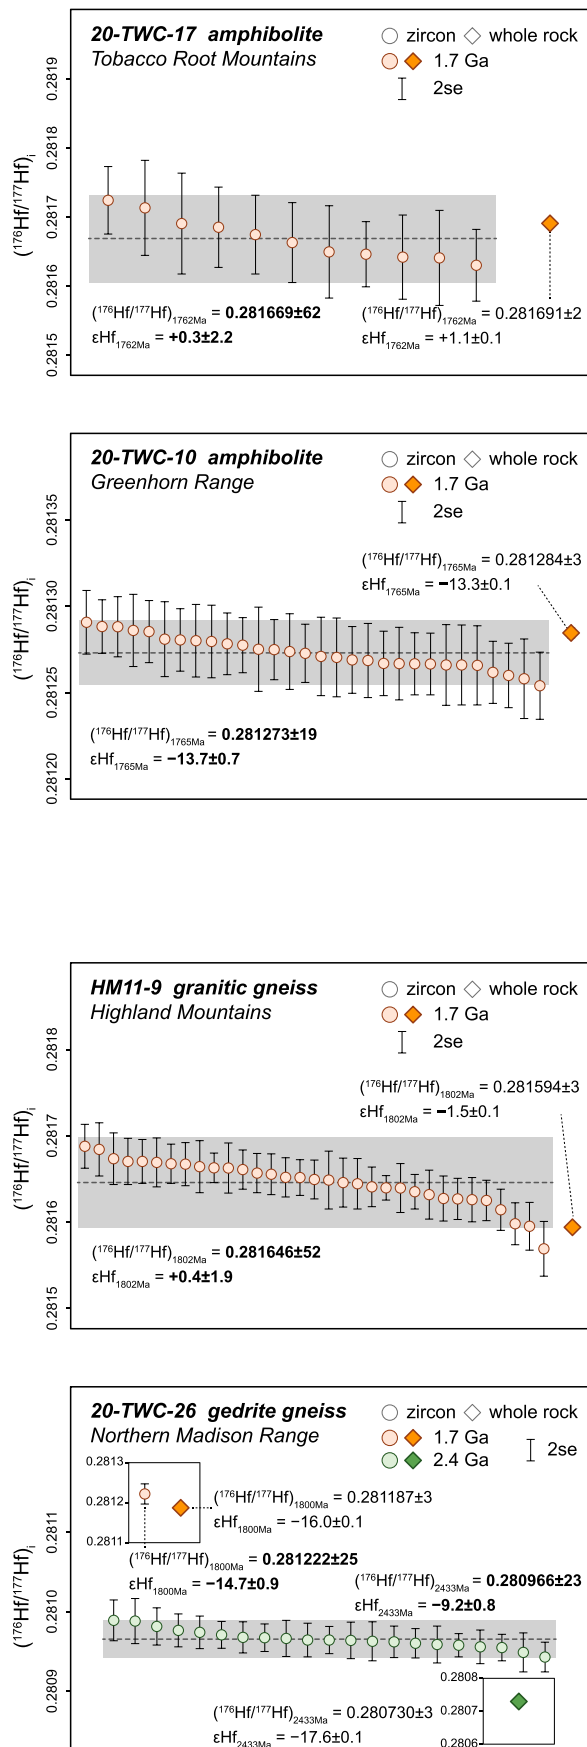 20-TWC-17 amphibolite
Tobacco Root Mountains
zircon
whole rock
1.7 Ga
2se
0.2819
0.2818
0.2817
0.2816
0.2815
(¹⁷⁶Hf/¹⁷⁷Hf)ᵢ
(¹⁷⁶Hf/¹⁷⁷Hf)₁₇₆₂Ma = 0.281669±62
εHf₁₇₆₂Ma = +0.3±2.2
(¹⁷⁶Hf/¹⁷⁷Hf)₁₇₆₂Ma = 0.281691±2
εHf₁₇₆₂Ma = +1.1±0.1
20-TWC-10 amphibolite
Greenhorn Range
zircon
whole rock
1.7 Ga
2se
0.28135
0.28130
0.28125
0.28120
(¹⁷⁶Hf/¹⁷⁷Hf)ᵢ
(¹⁷⁶Hf/¹⁷⁷Hf)₁₇₆₅Ma = 0.281284±3
εHf₁₇₆₅Ma = −13.3±0.1
(¹⁷⁶Hf/¹⁷⁷Hf)₁₇₆₅Ma = 0.281273±19
εHf₁₇₆₅Ma = −13.7±0.7
HM11-9 granitic gneiss
Highland Mountains
zircon
whole rock
1.7 Ga
2se
0.2818
0.2817
0.2816
0.2815
(¹⁷⁶Hf/¹⁷⁷Hf)ᵢ
(¹⁷⁶Hf/¹⁷⁷Hf)₁₈₀₂Ma = 0.281594±3
εHf₁₈₀₂Ma = −1.5±0.1
(¹⁷⁶Hf/¹⁷⁷Hf)₁₈₀₂Ma = 0.281646±52
εHf₁₈₀₂Ma = +0.4±1.9
20-TWC-26 gedrite gneiss
Northern Madison Range
zircon
whole rock
1.7 Ga
2.4 Ga
2se
0.2813
0.2812
0.2811
(¹⁷⁶Hf/¹⁷⁷Hf)₁₈₀₀Ma = 0.281187±3
εHf₁₈₀₀Ma = −16.0±0.1
(¹⁷⁶Hf/¹⁷⁷Hf)₁₈₀₀Ma = 0.281222±25
εHf₁₈₀₀Ma = −14.7±0.9
(¹⁷⁶Hf/¹⁷⁷Hf)₂₄₃₃Ma = 0.280966±23
εHf₂₄₃₃Ma = −9.2±0.8
0.2811
0.2810
0.2809
(¹⁷⁶Hf/¹⁷⁷Hf)ᵢ
(¹⁷⁶Hf/¹⁷⁷Hf)₂₄₃₃Ma = 0.280730±3
εHf₂₄₃₃Ma = −17.6±0.1
0.2808
0.2807
0.2806